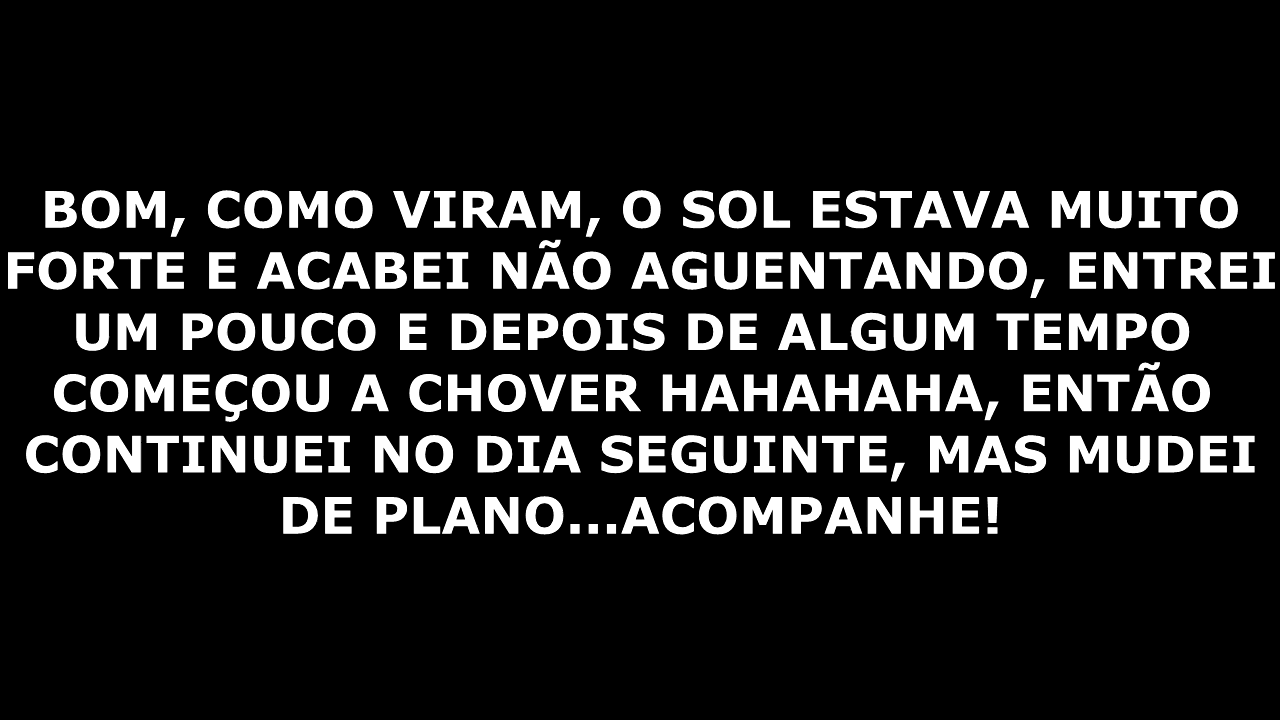 BOM, COMO VIRAM, O SOL ESTAVA MUITO
FORTE E ACABEI NÃO AGUENTANDO, ENTREI
UM POUCO E DEPOIS DE ALGUM TEMPO
COMEÇOU A CHOVER HAHAHAHA, ENTÃO
CONTINUEI NO DIA SEGUINTE, MAS MUDEI
DE PLANO...ACOMPANHE!